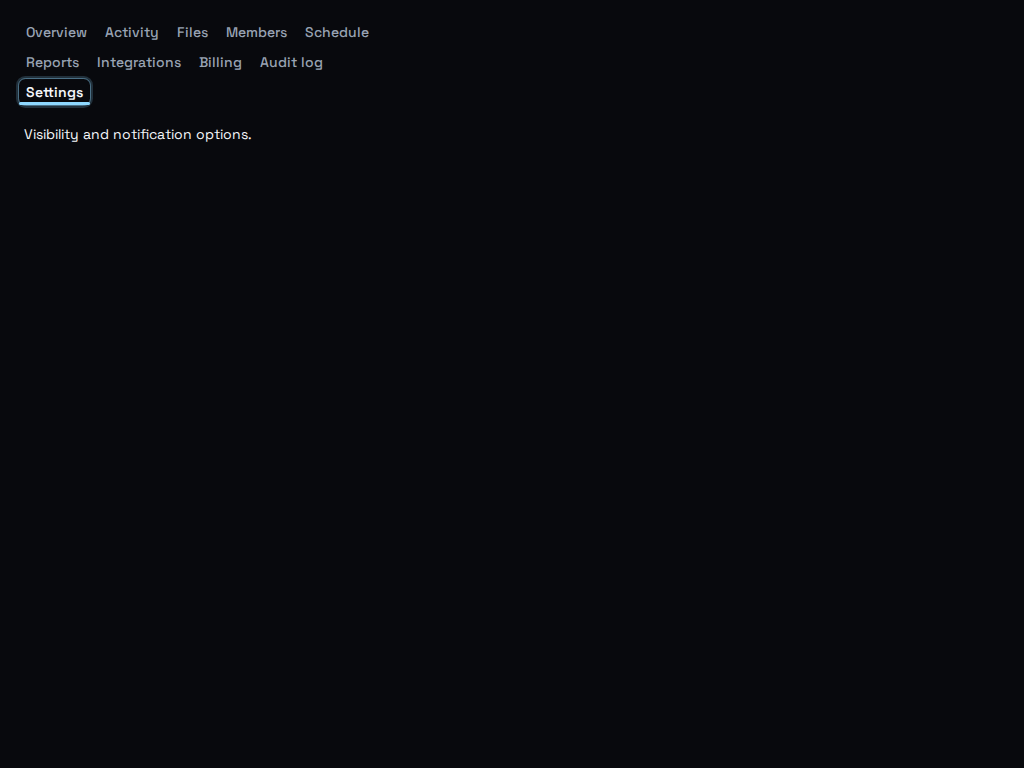 Overview Activity Files Members Schedule
Reports Integrations Billing Audit log
Settings
Visibility and notification options.